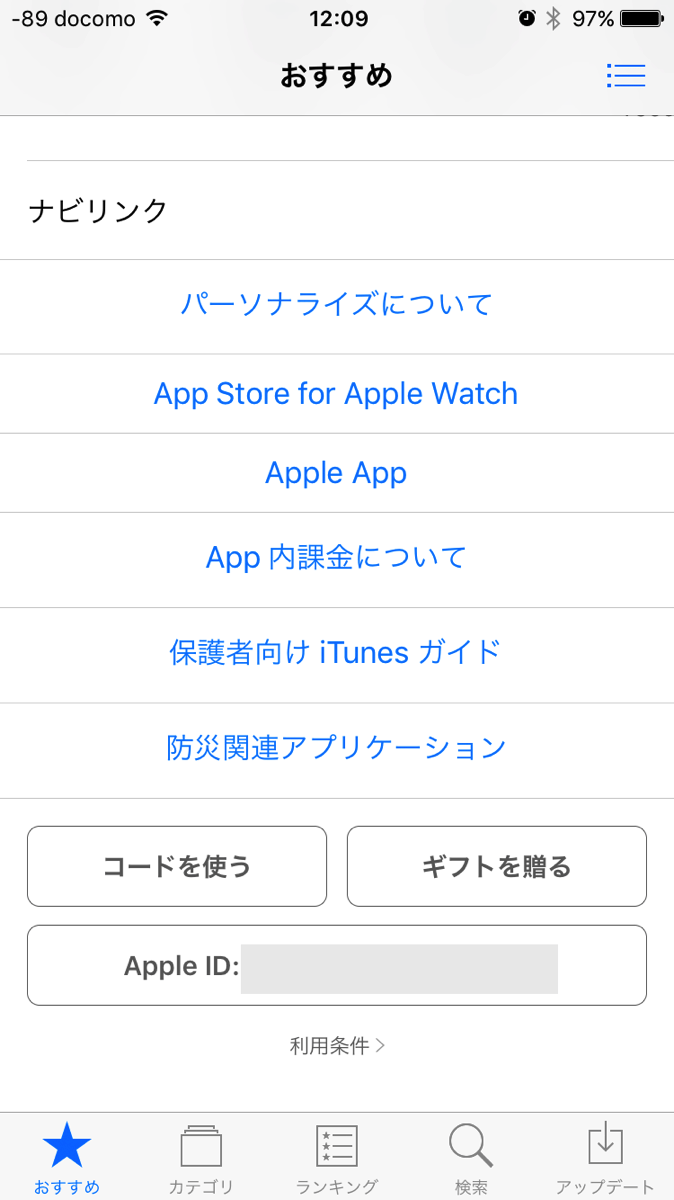 -89 docomo 12:09 97%
おすすめ
ナビリンク
パーソナライズについて
App Store for Apple Watch
Apple App
App 内課金について
保護者向け iTunes ガイド
防災関連アプリケーション
コードを使う ギフトを贈る
Apple ID:
利用条件 >
おすすめ カテゴリ ランキング 検索 アップデート